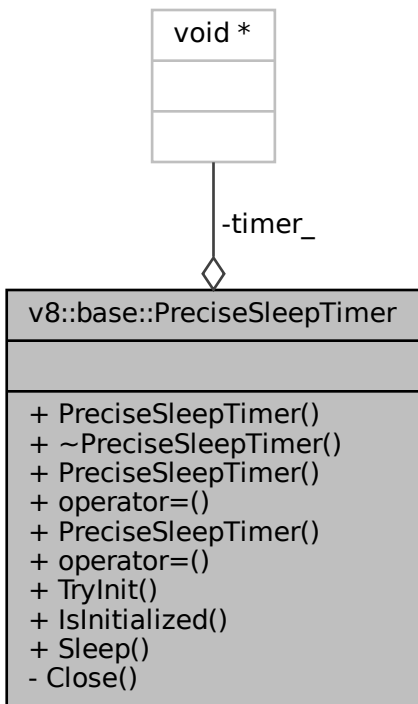 void *
-timer_
v8::base::PreciseSleepTimer
+ PreciseSleepTimer()
+ ~PreciseSleepTimer()
+ PreciseSleepTimer()
+ operator=()
+ PreciseSleepTimer()
+ operator=()
+ TryInit()
+ IsInitialized()
+ Sleep()
- Close()